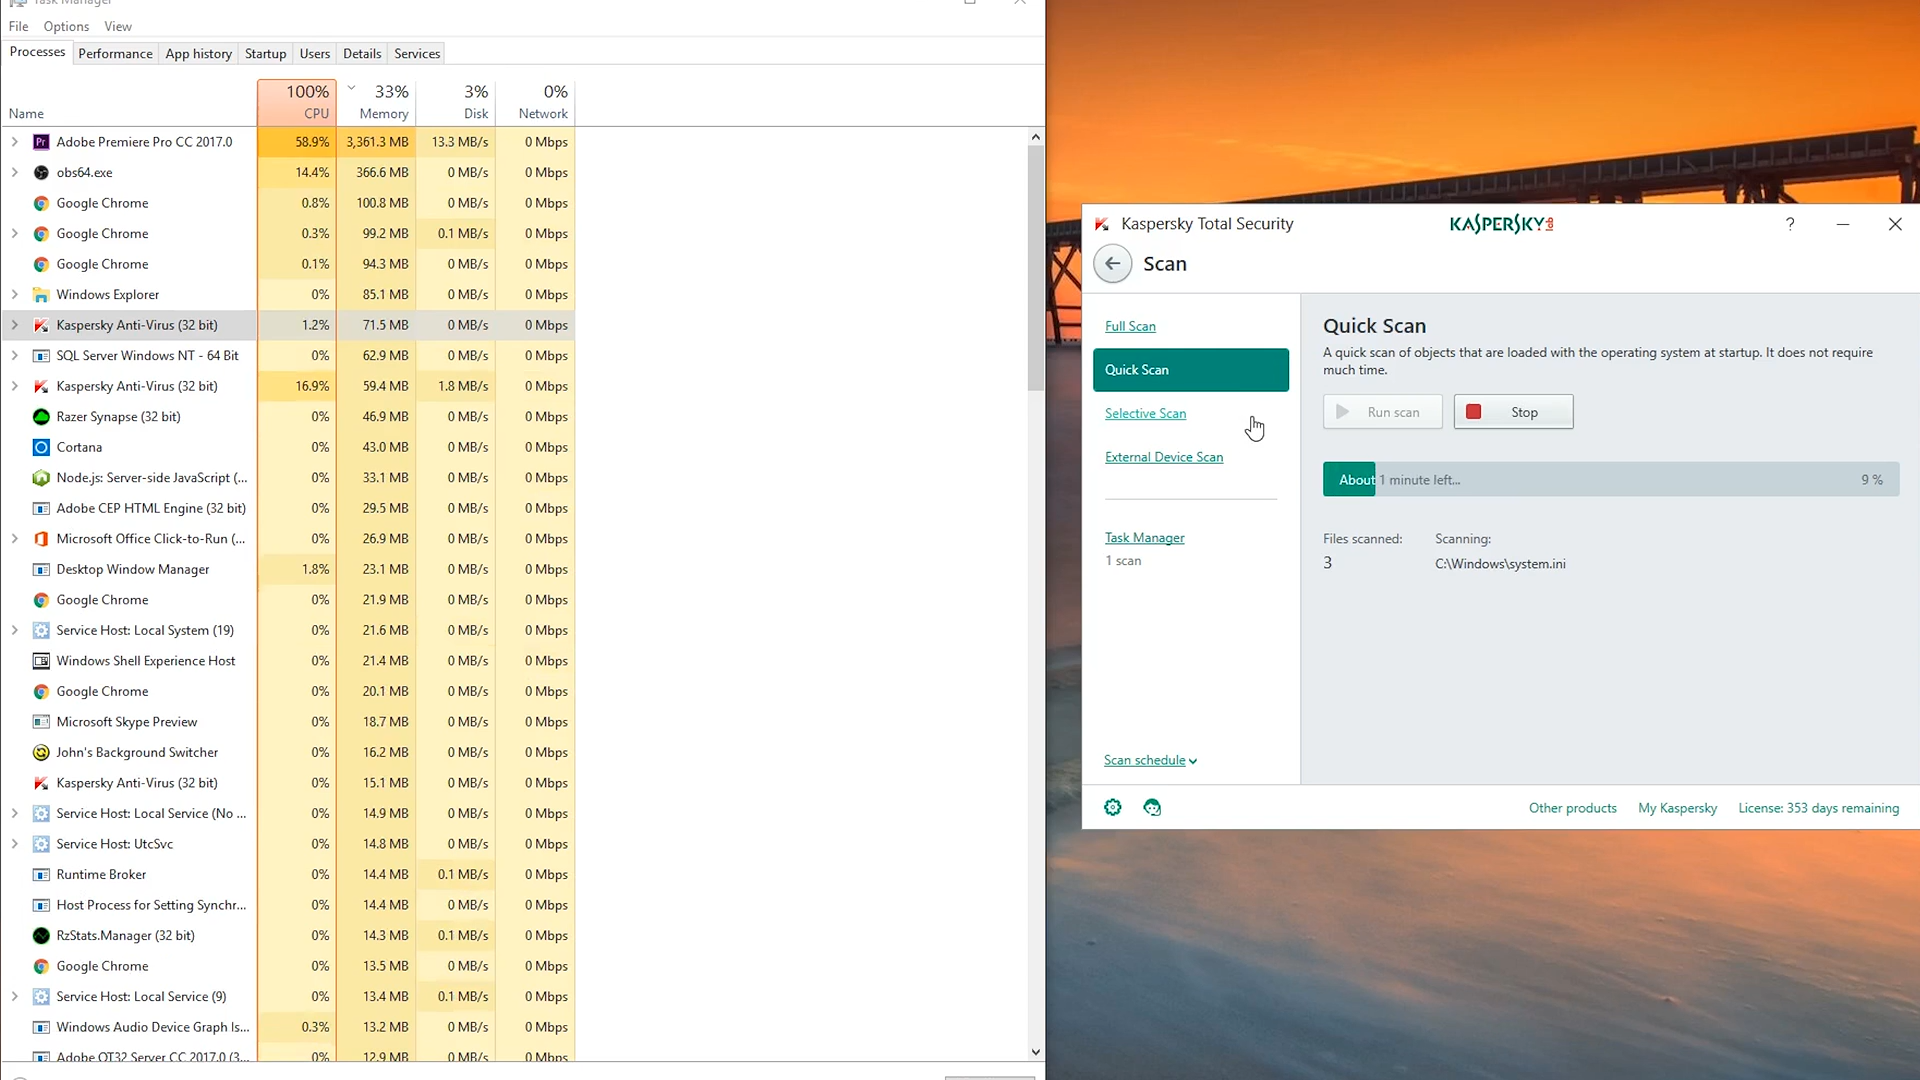 Task Manager
File Options View
Processes Performance App history Startup Users Details Services
100% 33% 3% 0%
Name CPU Memory Disk Network
Adobe Premiere Pro CC 2017.0 58.9% 3,361.3 MB 13.3 MB/s 0 Mbps
obs64.exe 14.4% 366.6 MB 0 MB/s 0 Mbps
Google Chrome 0.8% 100.8 MB 0 MB/s 0 Mbps
Google Chrome 0.3% 99.2 MB 0.1 MB/s 0 Mbps
Google Chrome 0.1% 94.3 MB 0 MB/s 0 Mbps
Windows Explorer 0% 85.1 MB 0 MB/s 0 Mbps
Kaspersky Anti-Virus (32 bit) 1.2% 71.5 MB 0 MB/s 0 Mbps
SQL Server Windows NT - 64 Bit 0% 62.9 MB 0 MB/s 0 Mbps
Kaspersky Anti-Virus (32 bit) 16.9% 59.4 MB 1.8 MB/s 0 Mbps
Razer Synapse (32 bit) 0% 46.9 MB 0 MB/s 0 Mbps
Cortana 0% 43.0 MB 0 MB/s 0 Mbps
Node.js: Server-side JavaScript (... 0% 33.1 MB 0 MB/s 0 Mbps
Adobe CEP HTML Engine (32 bit) 0% 29.5 MB 0 MB/s 0 Mbps
Microsoft Office Click-to-Run (... 0% 26.9 MB 0 MB/s 0 Mbps
Desktop Window Manager 1.8% 23.1 MB 0 MB/s 0 Mbps
Google Chrome 0% 21.9 MB 0 MB/s 0 Mbps
Service Host: Local System (19) 0% 21.6 MB 0 MB/s 0 Mbps
Windows Shell Experience Host 0% 21.4 MB 0 MB/s 0 Mbps
Google Chrome 0% 20.1 MB 0 MB/s 0 Mbps
Microsoft Skype Preview 0% 18.7 MB 0 MB/s 0 Mbps
John's Background Switcher 0% 16.2 MB 0 MB/s 0 Mbps
Kaspersky Anti-Virus (32 bit) 0% 15.1 MB 0 MB/s 0 Mbps
Service Host: Local Service (No ... 0% 14.9 MB 0 MB/s 0 Mbps
Service Host: UtcSvc 0% 14.8 MB 0 MB/s 0 Mbps
Runtime Broker 0% 14.4 MB 0.1 MB/s 0 Mbps
Host Process for Setting Synchr... 0% 14.4 MB 0 MB/s 0 Mbps
RzStats.Manager (32 bit) 0% 14.3 MB 0.1 MB/s 0 Mbps
Google Chrome 0% 13.5 MB 0 MB/s 0 Mbps
Service Host: Local Service (9) 0% 13.4 MB 0.1 MB/s 0 Mbps
Windows Audio Device Graph Is... 0.3% 13.2 MB 0 MB/s 0 Mbps
Adobe QT32 Server CC 2017.0 (3... 0% 12.9 MB 0 MB/s 0 Mbps
Kaspersky Total Security KASPERSKY lab ?
Scan
Full Scan
Quick Scan
Selective Scan
External Device Scan
Task Manager
1 scan
Scan schedule
Quick Scan
A quick scan of objects that are loaded with the operating system at startup. It does not require
much time.
Run scan Stop
About 1 minute left... 9 %
Files scanned: Scanning:
3 C:\Windows\system.ini
Other products My Kaspersky License: 353 days remaining